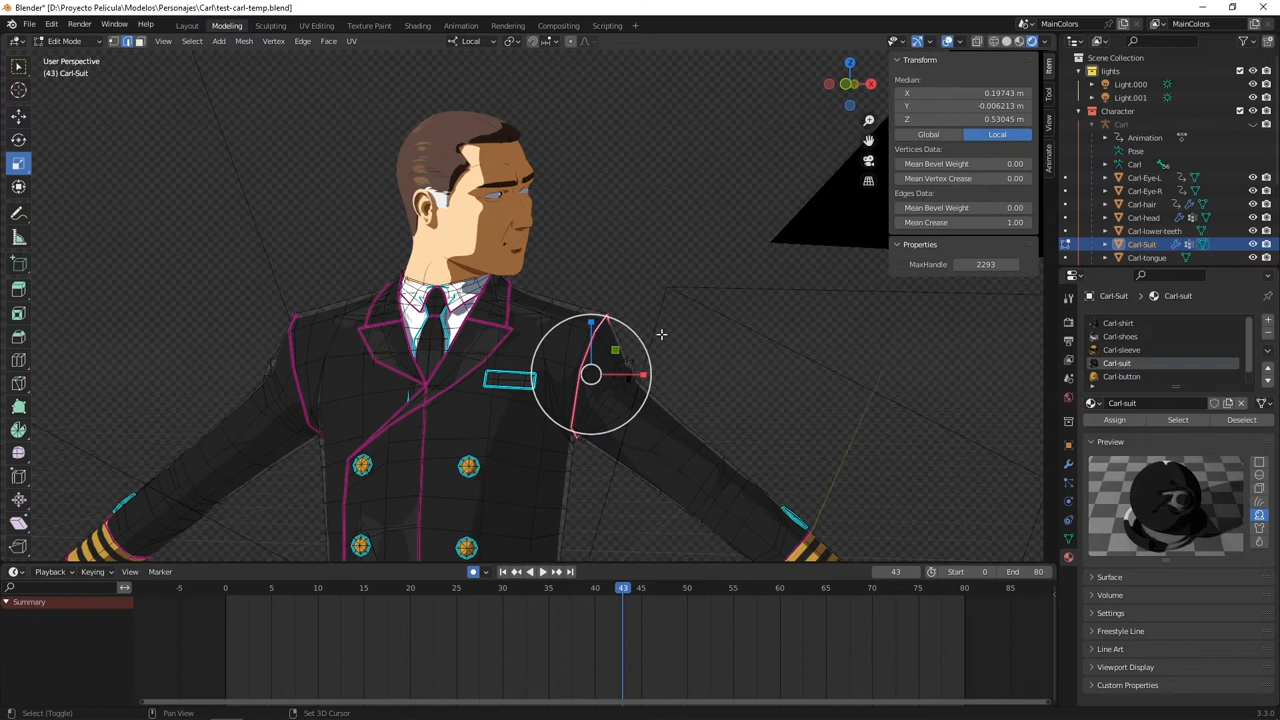 Blender* [D:\Proyecto Pelicula\Modelos\Personajes\Carl\test-carl-temp.blend]
File Edit Render Window Help Layout Modeling Sculpting UV Editing Texture Paint Shading Animation Rendering Compositing Scripting MainColors MainColors
Edit Mode View Select Add Mesh Vertex Edge Face UV Local
User Perspective
(43) Carl-Suit
Transform
Median:
X 0.19743 m
Y -0.006213 m
Z 0.53045 m
Global Local
Vertices Data:
Mean Bevel Weight 0.00
Mean Vertex Crease 0.00
Edges Data:
Mean Bevel Weight 0.00
Mean Crease 1.00
Properties
MaxHandle 2293
Item
Tool
View
Animate
Z
X
Y
Scene Collection
lights
Light.000
Light.001
Character
Carl
Animation
Pose
Carl 56
Carl-Eye-L
Carl-Eye-R
Carl-hair
Carl-head
Carl-lower-teeth
Carl-Suit
Carl-tongue
Carl-Suit Carl-suit
Carl-shirt
Carl-shoes
Carl-sleeve
Carl-suit
Carl-button
Carl-suit
Assign Select Deselect
Preview
Surface
Volume
Settings
Freestyle Line
Line Art
Viewport Display
Custom Properties
Playback Keying View Marker 43 Start 0 End 80
-5 0 5 10 15 20 25 30 35 40 43 45 50 55 60 65 70 75 80 85
Summary
Select (Toggle) Pan View Set 3D Cursor 3.3.0